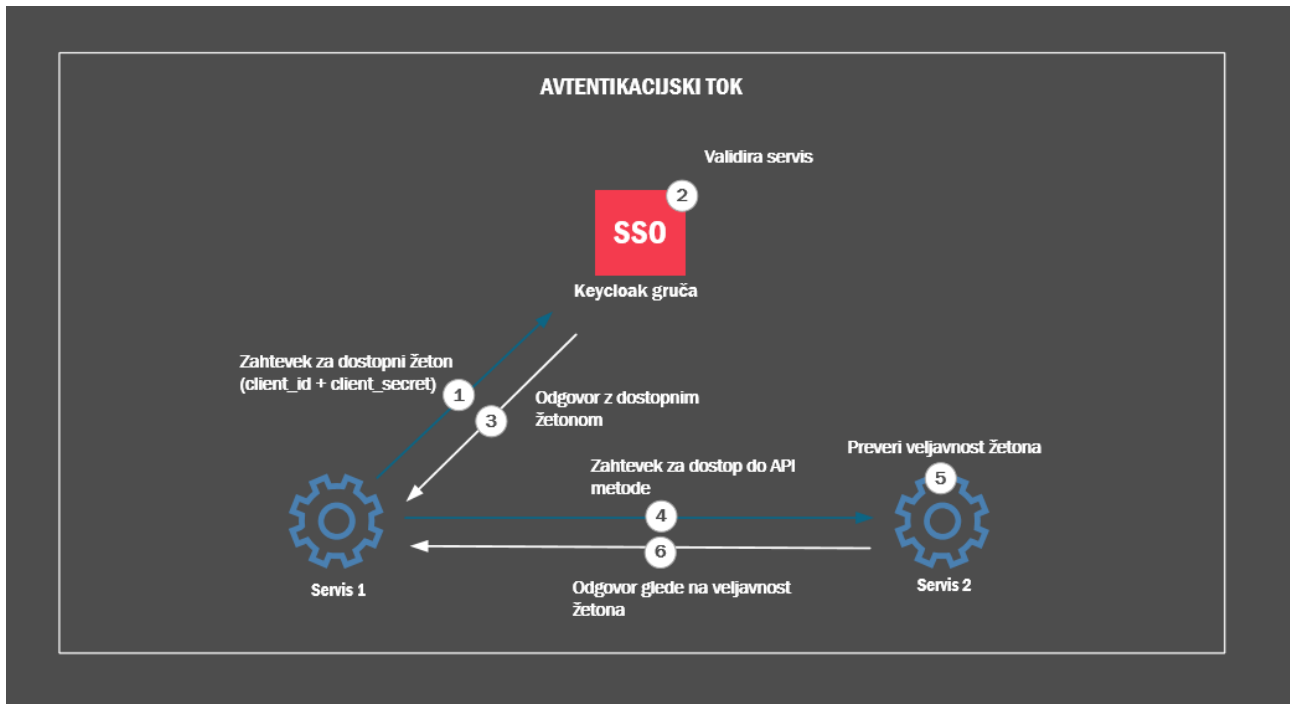 AVTENTIKACIJSKI TOK
Validira servis
2
SSO
Keycloak gruča
Zahtevek za dostopni žeton
(client_id + client_secret)
1
Odgovor z dostopnim
žetonom
3
Preveri veljavnost žetona
5
Zahtevek za dostop do API
metode
4
6
Servis 1
Odgovor glede na veljavnost
žetona
Servis 2